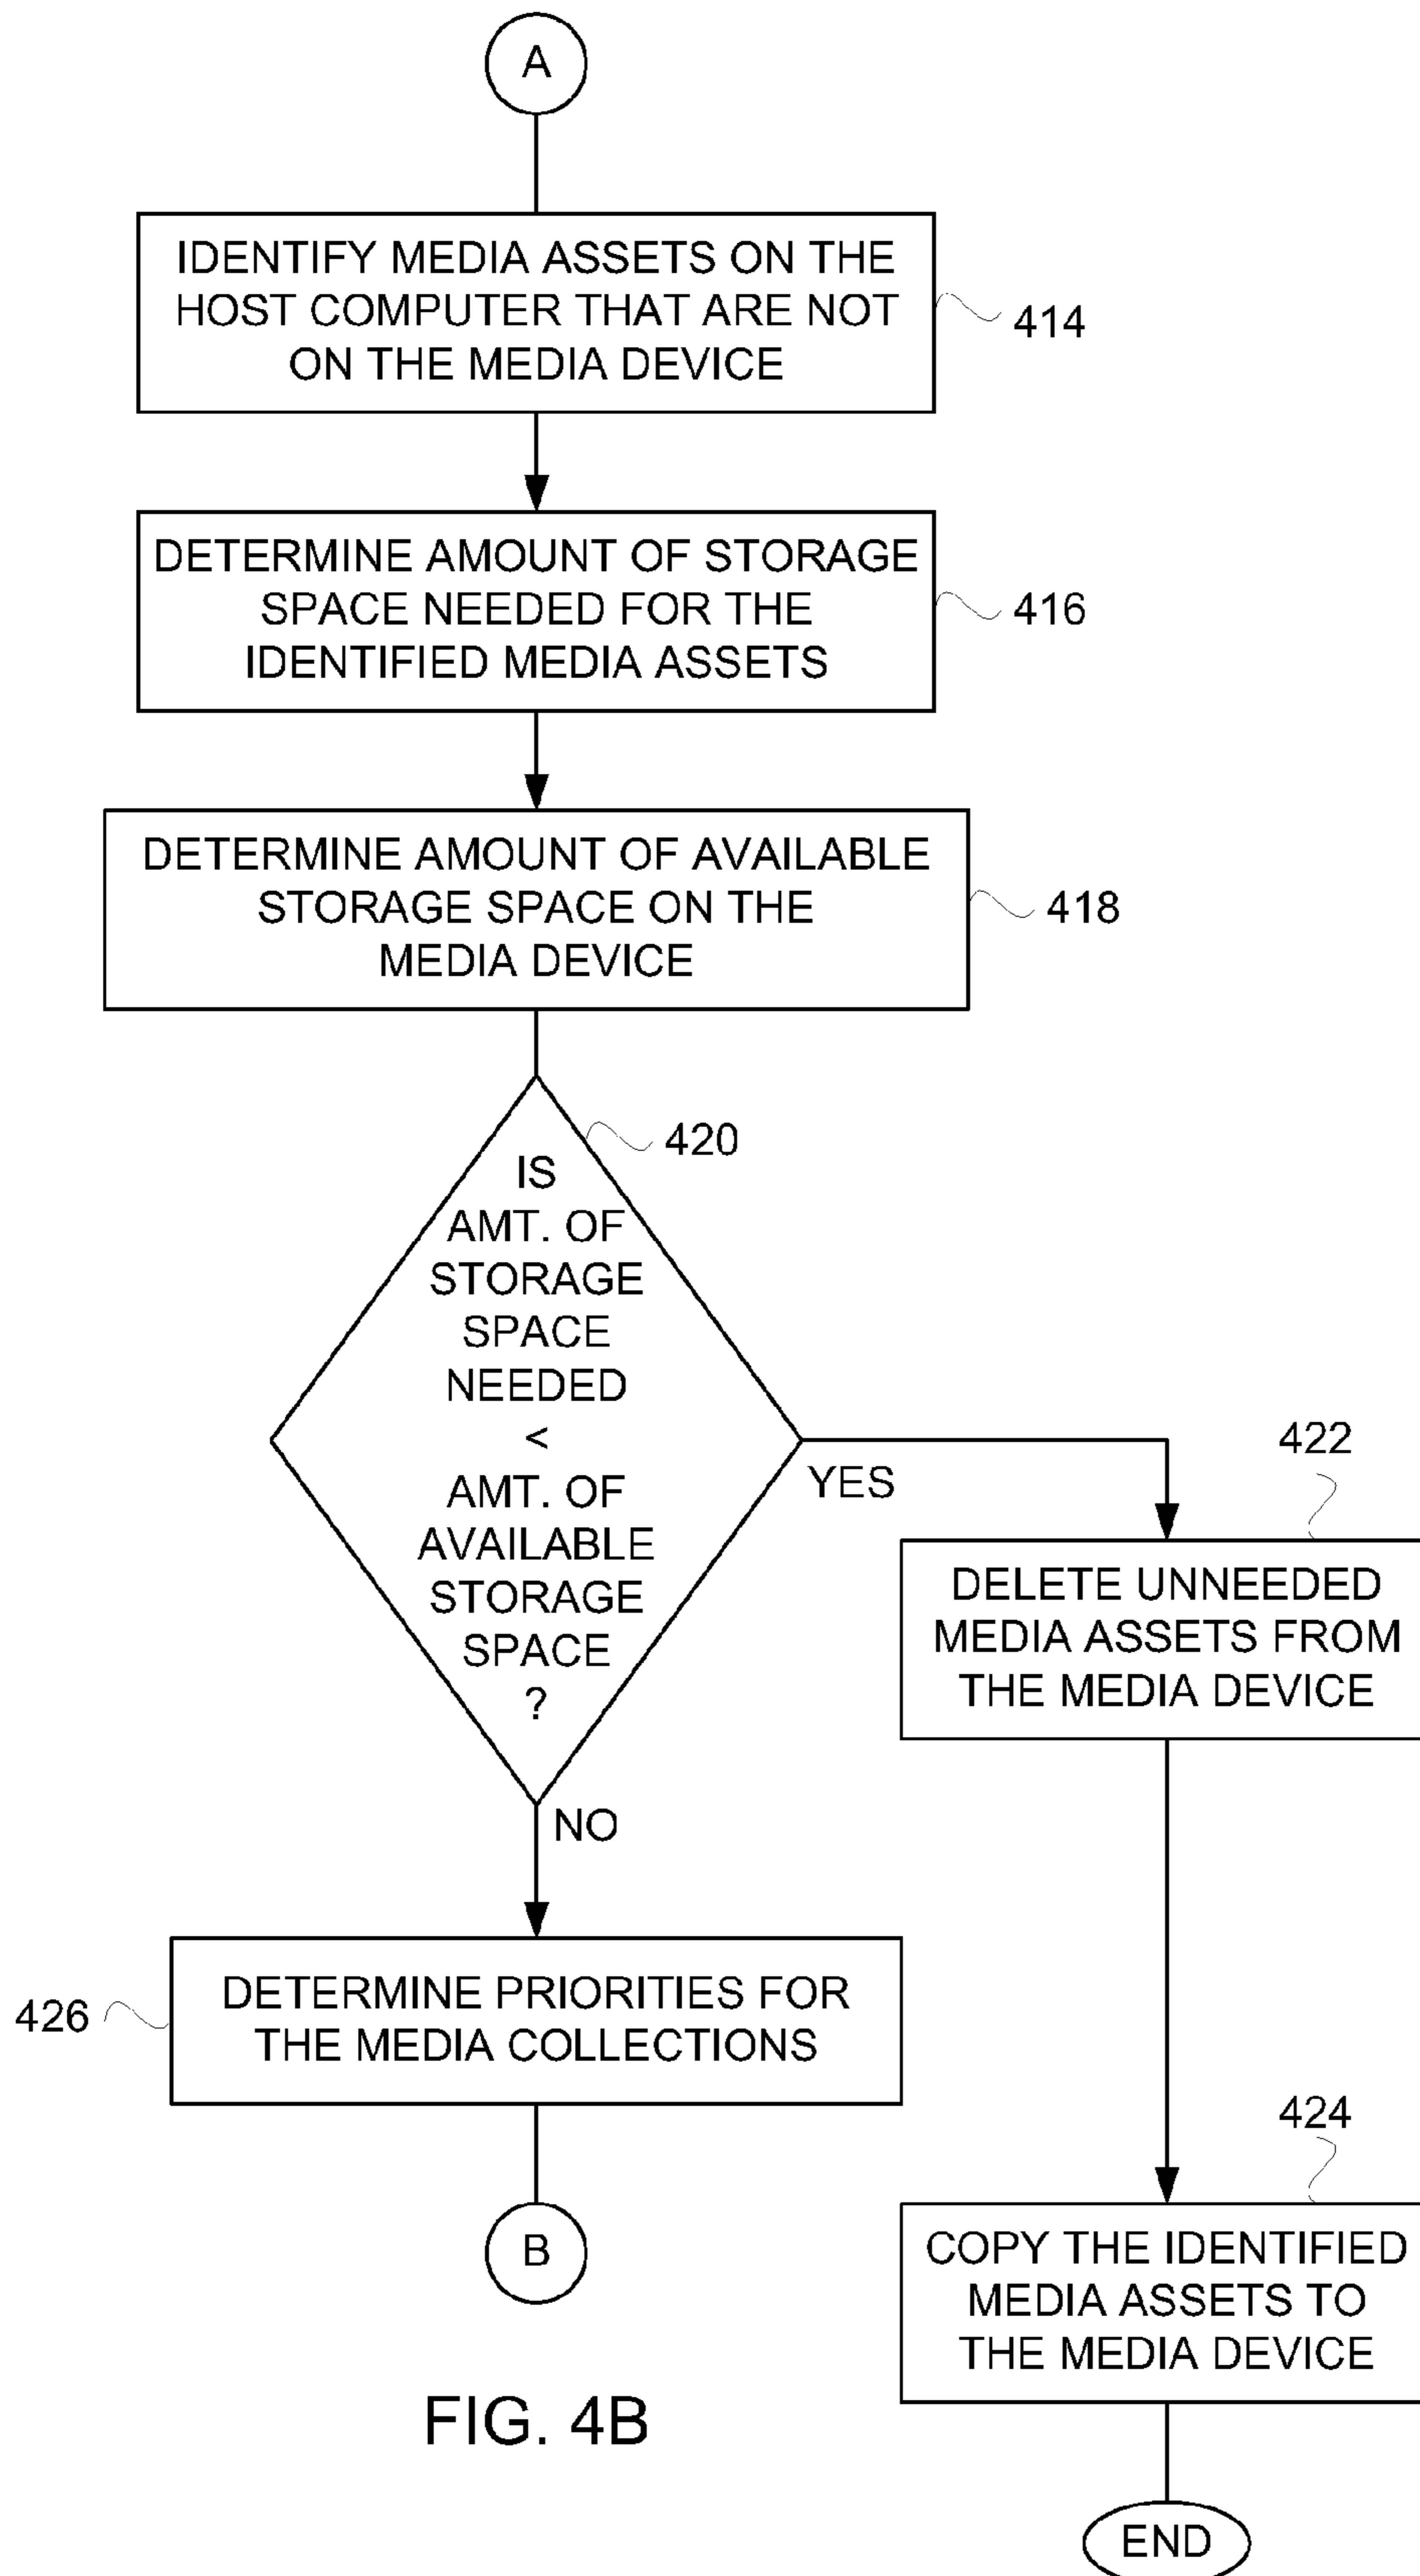 A
IDENTIFY MEDIA ASSETS ON THE
HOST COMPUTER THAT ARE NOT
ON THE MEDIA DEVICE
414
DETERMINE AMOUNT OF STORAGE
SPACE NEEDED FOR THE
IDENTIFIED MEDIA ASSETS
416
DETERMINE AMOUNT OF AVAILABLE
STORAGE SPACE ON THE
MEDIA DEVICE
418
420
IS
AMT. OF
STORAGE
SPACE
NEEDED
<
AMT. OF
AVAILABLE
STORAGE
SPACE
?
YES
422
DELETE UNNEEDED
MEDIA ASSETS FROM
THE MEDIA DEVICE
NO
426
DETERMINE PRIORITIES FOR
THE MEDIA COLLECTIONS
424
B
COPY THE IDENTIFIED
MEDIA ASSETS TO
THE MEDIA DEVICE
FIG. 4B
END